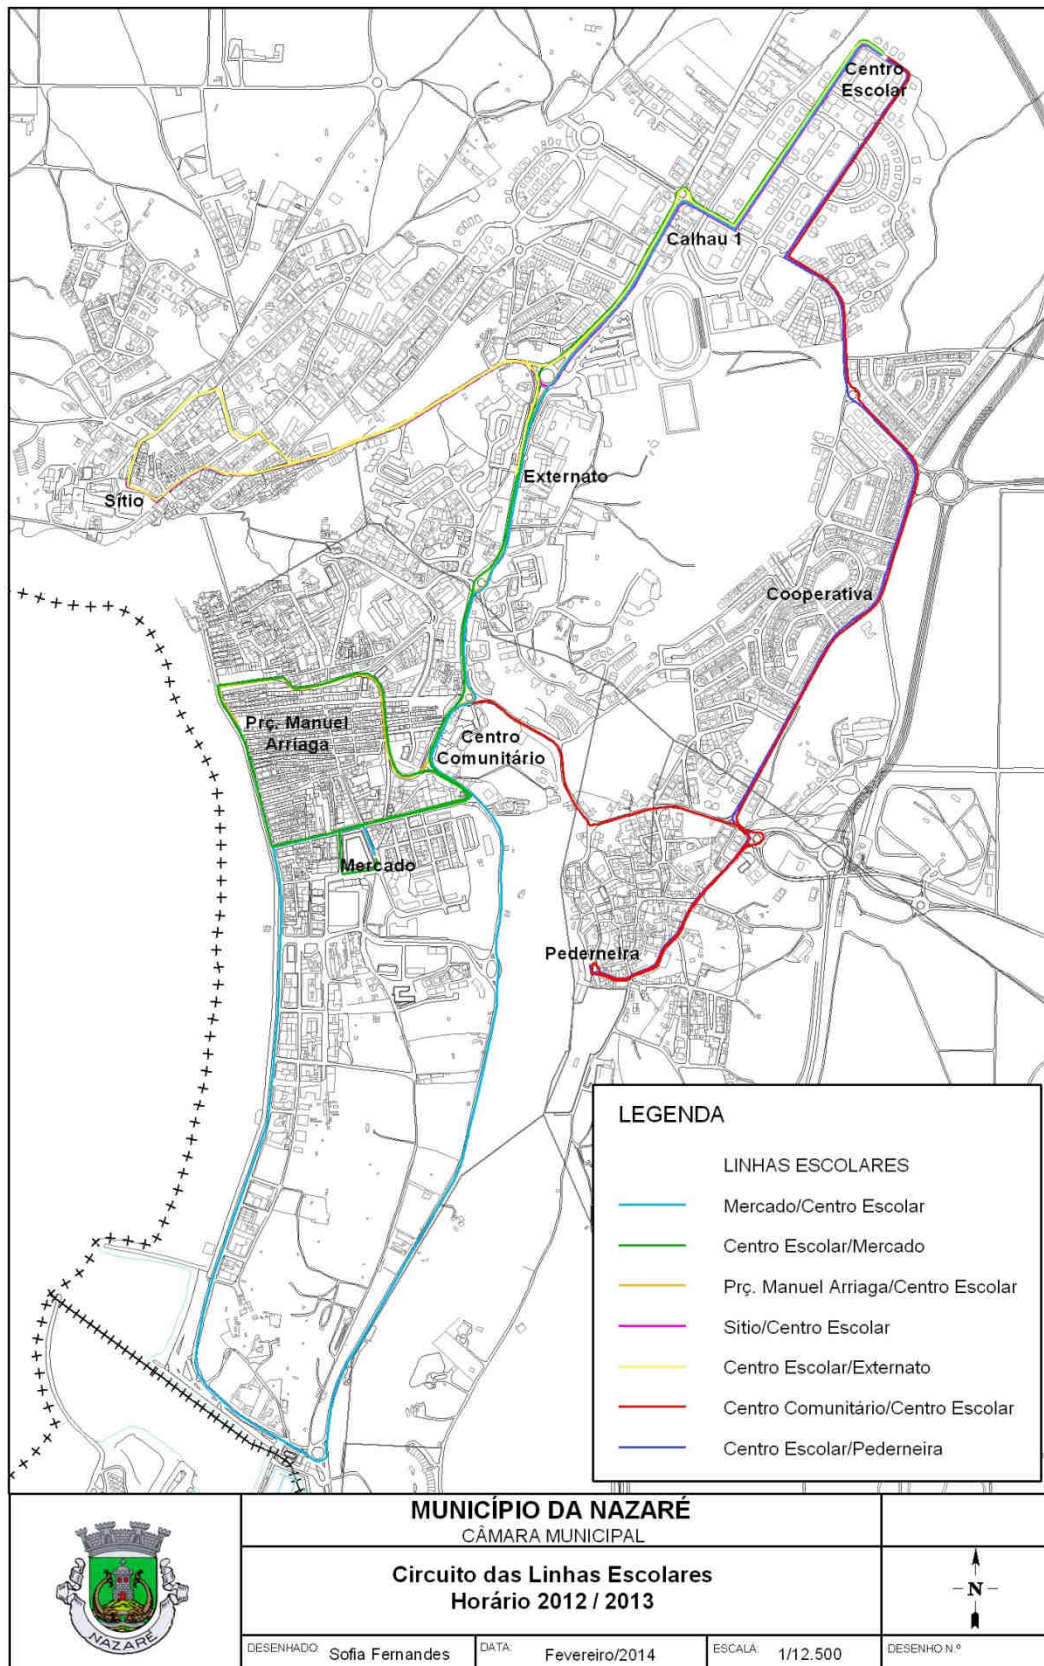 Centro
Escolar
Calhau 1
Externato
Sítio
Cooperativa
Prç. Manuel
Arriaga
Centro
Comunitário
Mercado
Pederneira
LEGENDA
LINHAS ESCOLARES
Mercado/Centro Escolar
Centro Escolar/Mercado
Prç. Manuel Arriaga/Centro Escolar
Sitio/Centro Escolar
Centro Escolar/Externato
Centro Comunitário/Centro Escolar
Centro Escolar/Pederneira
MUNICÍPIO DA NAZARÉ
CÂMARA MUNICIPAL
Circuito das Linhas Escolares
Horário 2012 / 2013
N
NAZARÉ
DESENHADO: Sofia Fernandes
DATA: Fevereiro/2014
ESCALA: 1/12.500
DESENHO N.º